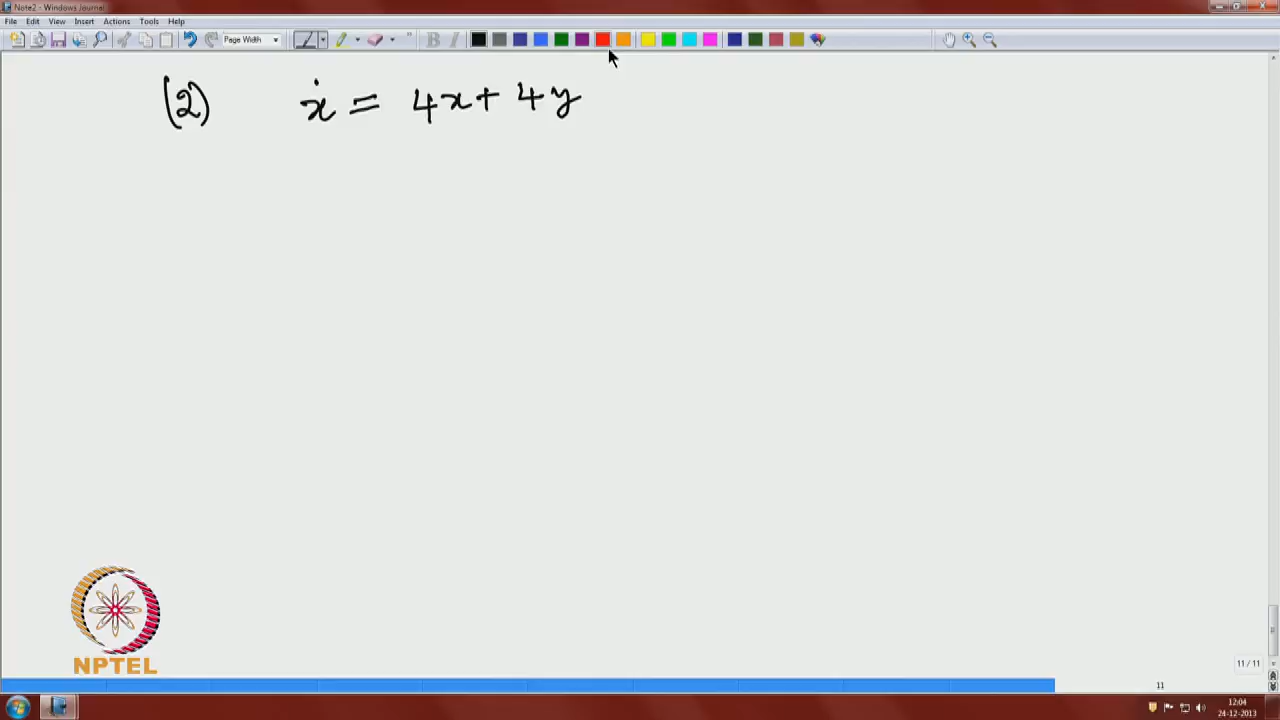 Note2 - Windows Journal
File Edit View Insert Actions Tools Help
Page Width
B I
(2) ẋ = 4x + 4y
NPTEL
11 / 11
11
12:04
24-12-2013